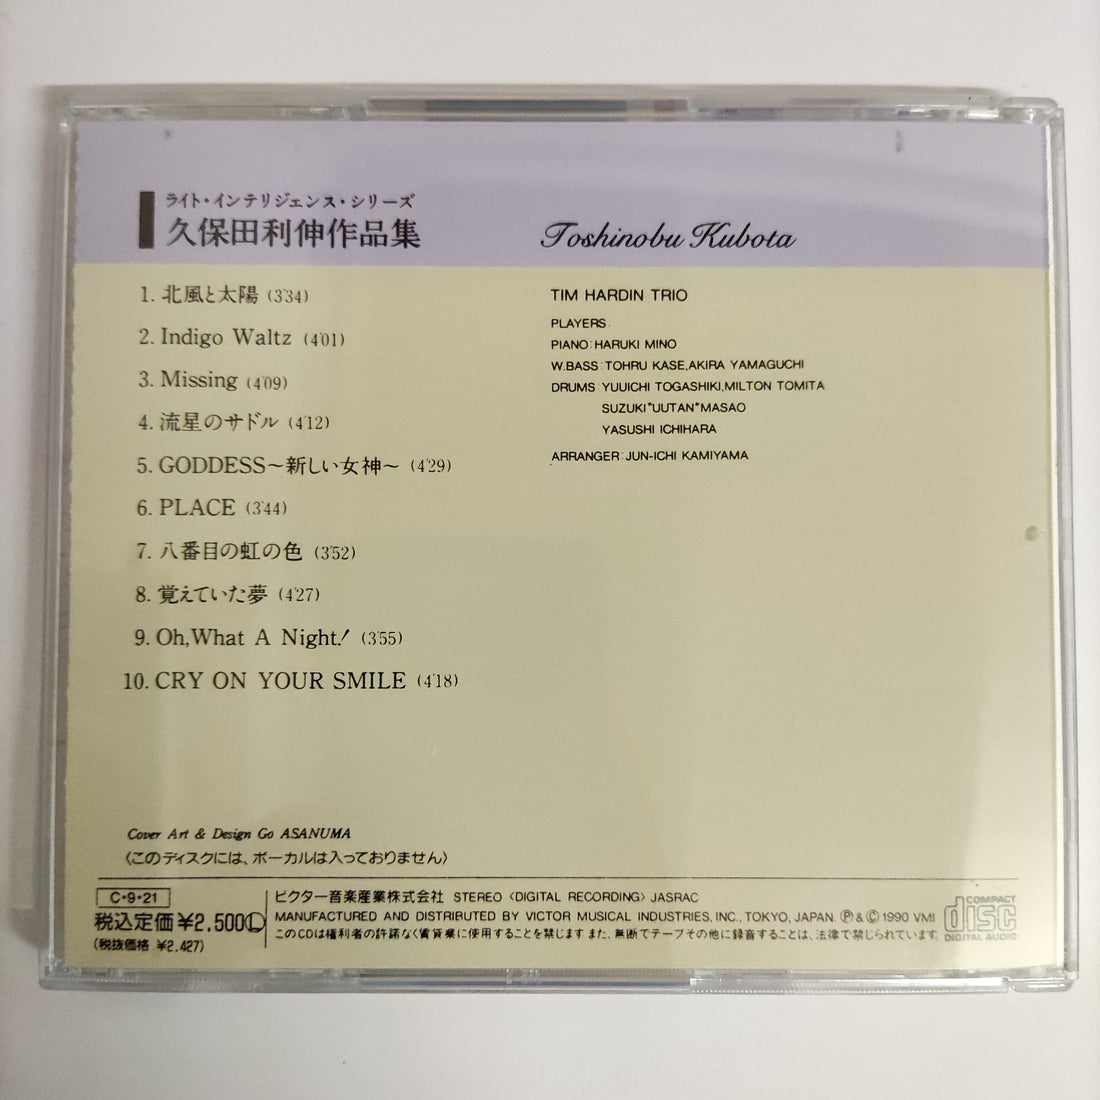 ライト・インテリジェンス・シリーズ
久保田利伸作品集
Toshinobu Kubota
1. 北風と太陽 (3'34)
2. Indigo Waltz (4'01)
3. Missing (4'09)
4. 流星のサドル (4'12)
5. GODDESS〜新しい女神〜 (4'29)
6. PLACE (3'44)
7. 八番目の虹の色 (3'52)
8. 覚えていた夢 (4'27)
9. Oh,What A Night! (3'55)
10. CRY ON YOUR SMILE (4'18)
TIM HARDIN TRIO
PLAYERS:
PIANO:HARUKI MINO
W.BASS:TOHRU KASE,AKIRA YAMAGUCHI
DRUMS:YUUICHI TOGASHIKI,MILTON TOMITA
SUZUKI"UUTAN"MASAO
YASUSHI ICHIHARA
ARRANGER:JUN-ICHI KAMIYAMA
Cover Art & Design Go ASANUMA
〈このディスクには、ボーカルは入っておりません〉
C・9・21
税込定価¥2,500Ⓛ
(税抜価格 ¥2,427)
ビクター音楽産業株式会社 STEREO〈DIGITAL RECORDING〉JASRAC
MANUFACTURED AND DISTRIBUTED BY VICTOR MUSICAL INDUSTRIES, INC., TOKYO, JAPAN. Ⓟ&Ⓒ 1990 VMI
このCDは権利者の許諾なく賃貸業に使用することを禁じます また、無断でテープその他に録音することは、法律で禁じられています。
COMPACT
disc
DIGITAL AUDIO